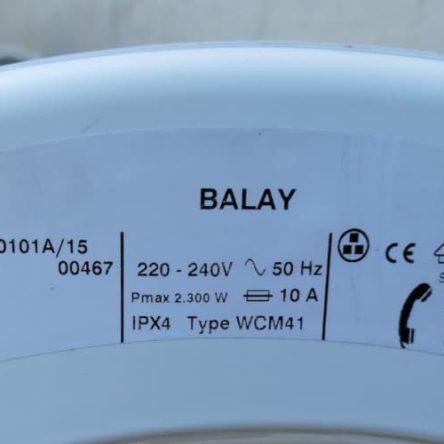 BALAY
0101A/15
00467
220 - 240V ∿ 50 Hz
Pmax 2.300 W 10 A
IPX4 Type WCM41
CE